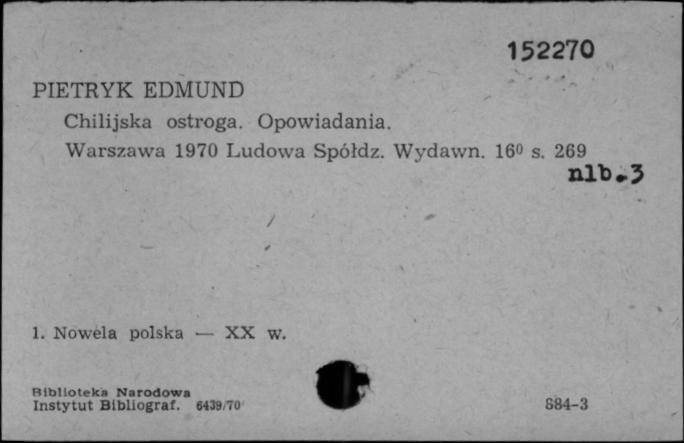 152270
PIETRYK EDMUND
Chilijska ostroga. Opowiadania.
Warszawa 1970 Ludowa Spółdz. Wydawn. 16⁰ s. 269
nlb.3
1. Nowela polska — XX w.
Biblioteka Narodowa
Instytut Bibliograf. 6439/70
884-3